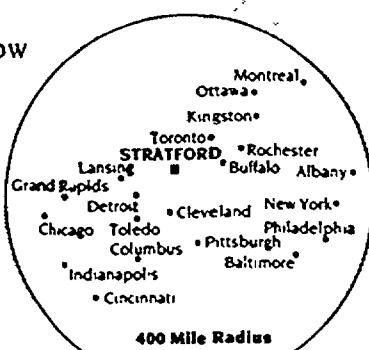 OW
Montreal
Ottawa
Kingston
Toronto
Rochester
STRATFORD
Buffalo
Albany
Lansing
Grand Rapids
Detroit
Cleveland
New York
Chicago
Toledo
Philadelphia
Columbus
Pittsburgh
Baltimore
Indianapolis
Cincinnati
400 Mile Radius